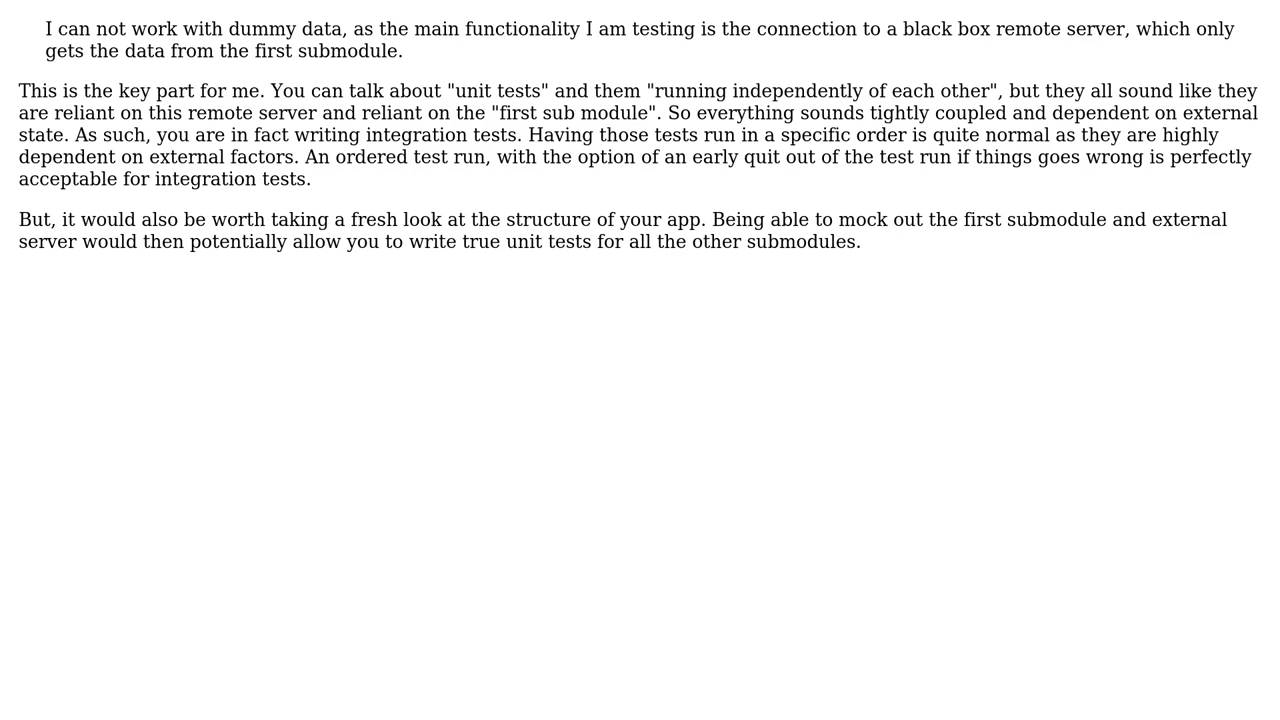 I can not work with dummy data, as the main functionality I am testing is the connection to a black box remote server, which only
gets the data from the first submodule.
This is the key part for me. You can talk about "unit tests" and them "running independently of each other", but they all sound like they
are reliant on this remote server and reliant on the "first sub module". So everything sounds tightly coupled and dependent on external
state. As such, you are in fact writing integration tests. Having those tests run in a specific order is quite normal as they are highly
dependent on external factors. An ordered test run, with the option of an early quit out of the test run if things goes wrong is perfectly
acceptable for integration tests.
But, it would also be worth taking a fresh look at the structure of your app. Being able to mock out the first submodule and external
server would then potentially allow you to write true unit tests for all the other submodules.